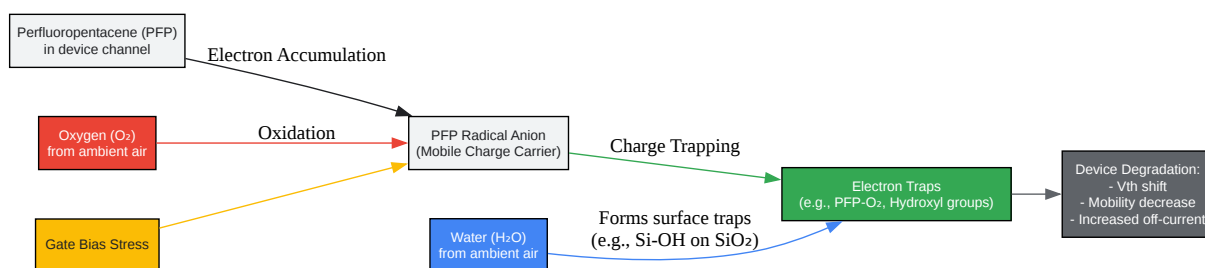 Perfluoropentacene (PFP)
in device channel
Electron Accumulation
Oxygen (O₂)
from ambient air
Oxidation
PFP Radical Anion
(Mobile Charge Carrier)
Charge Trapping
Gate Bias Stress
Water (H₂O)
from ambient air
Forms surface traps
(e.g., Si-OH on SiO₂)
Electron Traps
(e.g., PFP-O₂, Hydroxyl groups)
Device Degradation:
- Vth shift
- Mobility decrease
- Increased off-current